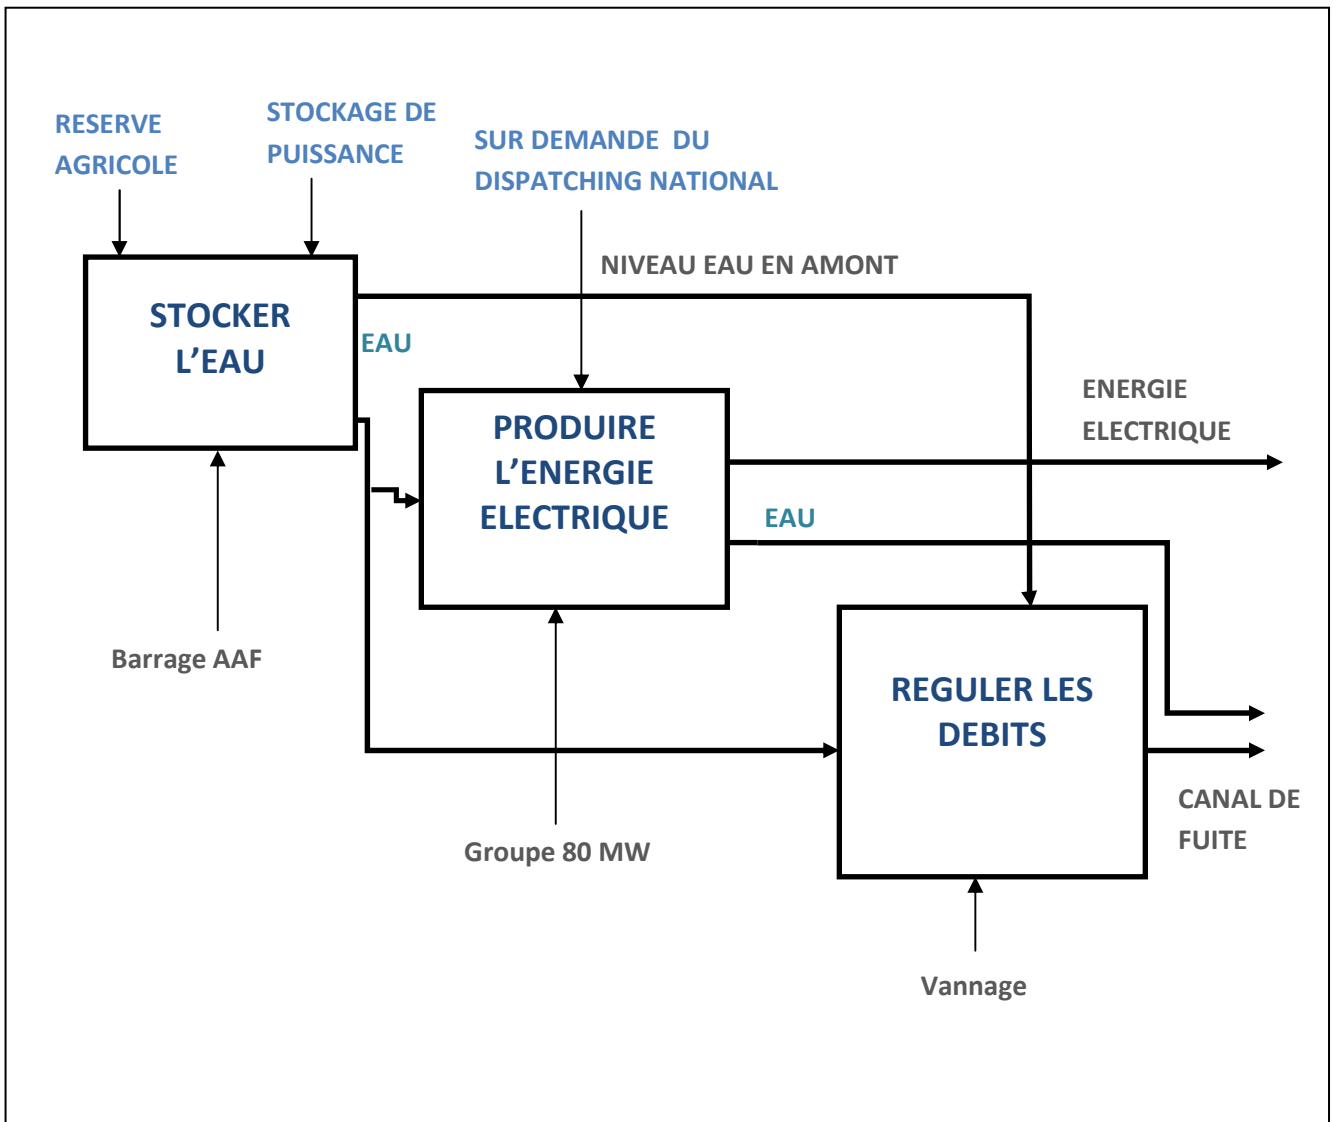 RESERVE
AGRICOLE
STOCKAGE DE
PUISSANCE
SUR DEMANDE DU
DISPATCHING NATIONAL
NIVEAU EAU EN AMONT
STOCKER
L’EAU
EAU
PRODUIRE
L’ENERGIE
ELECTRIQUE
ENERGIE
ELECTRIQUE
EAU
Barrage AAF
REGULER LES
DEBITS
CANAL DE
FUITE
Groupe 80 MW
Vannage